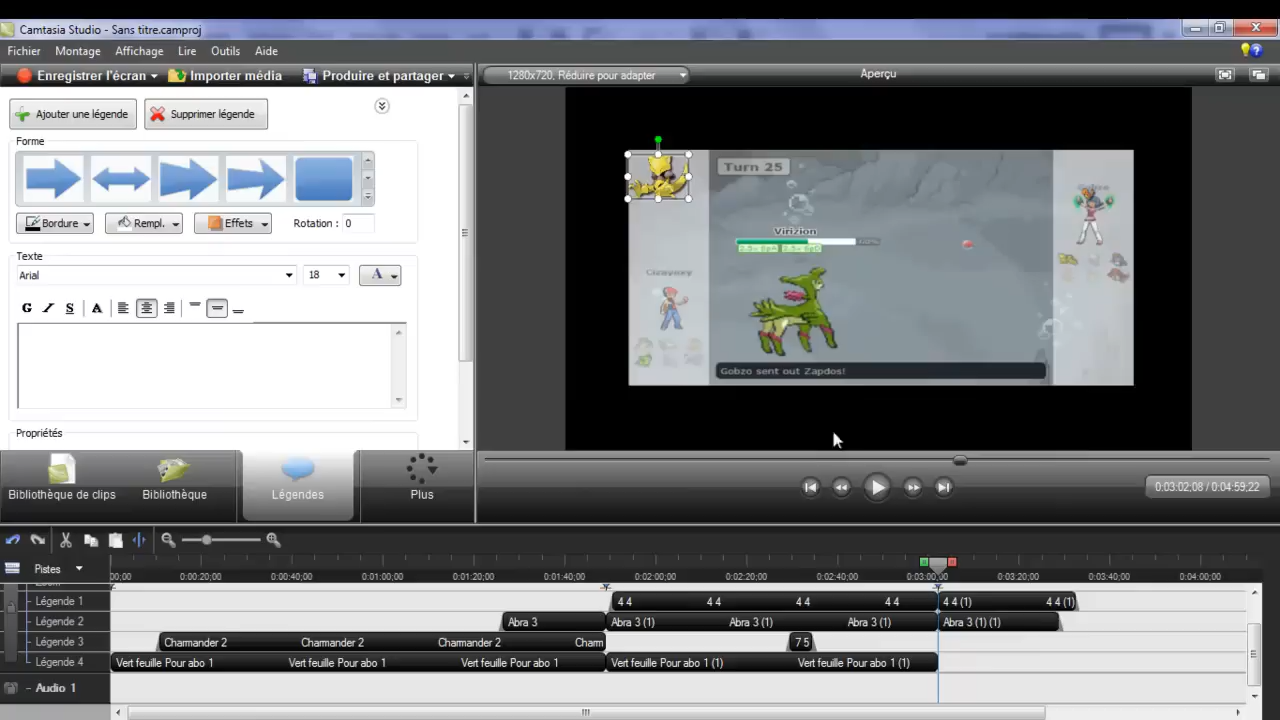 Camtasia Studio - Sans titre.camproj
Fichier Montage Affichage Lire Outils Aide
Enregistrer l'écran Importer média Produire et partager
1280x720, Réduire pour adapter
Aperçu
Ajouter une légende
Supprimer légende
Forme
Bordure
Rempl.
Effets
Rotation : 0
Texte
Arial
18
A
G I S A
Propriétés
Turn 25
Virizion
Gobzo sent out Zapdos!
Bibliothèque de clips
Bibliothèque
Légendes
Plus
0:03:02,08 / 0:04:59,22
Pistes
00;00 0:00:20;00 0:00:40;00 0:01:00;00 0:01:20;00 0:01:40;00 0:02:00;00 0:02:20;00 0:02:40;00 0:03:00;00 0:03:20;00 0:03:40;00 0:04:00;00
Légende 1 4 4 4 4 4 4 4 4 4 4 (1) 4 4 (1)
Légende 2 Abra 3 Abra 3 (1) Abra 3 (1) Abra 3 (1) Abra 3 (1) (1)
Légende 3 Charmander 2 Charmander 2 Charmander 2 Charm 7 5
Légende 4 Vert feuille Pour abo 1 Vert feuille Pour abo 1 Vert feuille Pour abo 1 Vert feuille Pour abo 1 (1) Vert feuille Pour abo 1 (1)
Audio 1